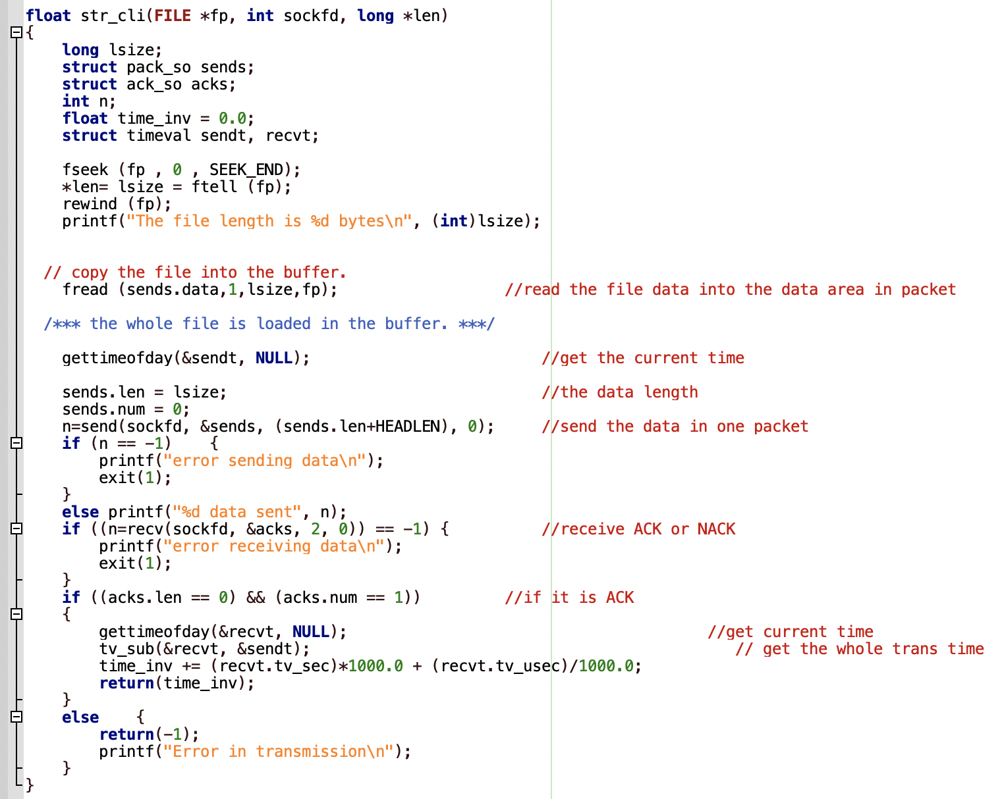 float str_cli(FILE *fp, int sockfd, long *len)
{
    long lsize;
    struct pack_so sends;
    struct ack_so acks;
    int n;
    float time_inv = 0.0;
    struct timeval sendt, recvt;

    fseek (fp , 0 , SEEK_END);
    *len= lsize = ftell (fp);
    rewind (fp);
    printf("The file length is %d bytes\n", (int)lsize);

  // copy the file into the buffer.
    fread (sends.data,1,lsize,fp);                  //read the file data into the data area in packet

  /*** the whole file is loaded in the buffer. ***/

    gettimeofday(&sendt, NULL);                         //get the current time

    sends.len = lsize;                                  //the data length
    sends.num = 0;
    n=send(sockfd, &sends, (sends.len+HEADLEN), 0);     //send the data in one packet
    if (n == -1)    {
        printf("error sending data\n");
        exit(1);
    }
    else printf("%d data sent", n);
    if ((n=recv(sockfd, &acks, 2, 0)) == -1) {          //receive ACK or NACK
        printf("error receiving data\n");
        exit(1);
    }
    if ((acks.len == 0) && (acks.num == 1))         //if it is ACK
    {
        gettimeofday(&recvt, NULL);                                       //get current time
        tv_sub(&recvt, &sendt);                                              // get the whole trans time
        time_inv += (recvt.tv_sec)*1000.0 + (recvt.tv_usec)/1000.0;
        return(time_inv);
    }
    else    {
        return(-1);
        printf("Error in transmission\n");
    }
}